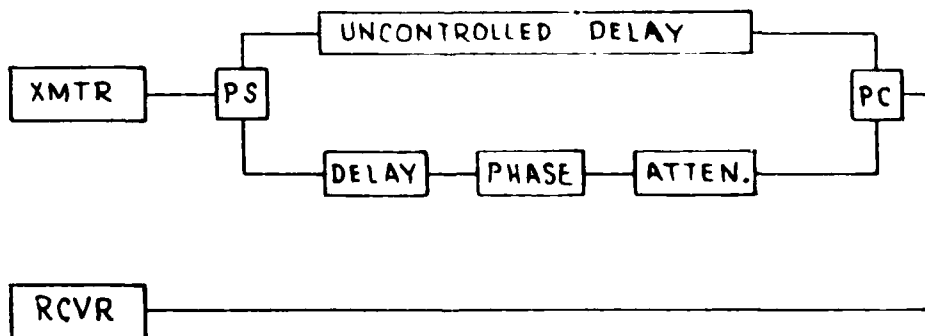 UNCONTROLLED DELAY
XMTR
PS
PC
DELAY
PHASE
ATTEN.
RCVR